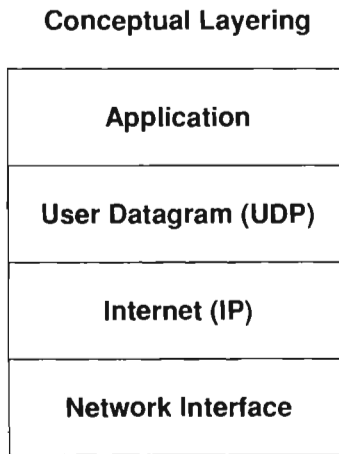 Conceptual Layering
Application
User Datagram (UDP)
Internet (IP)
Network Interface